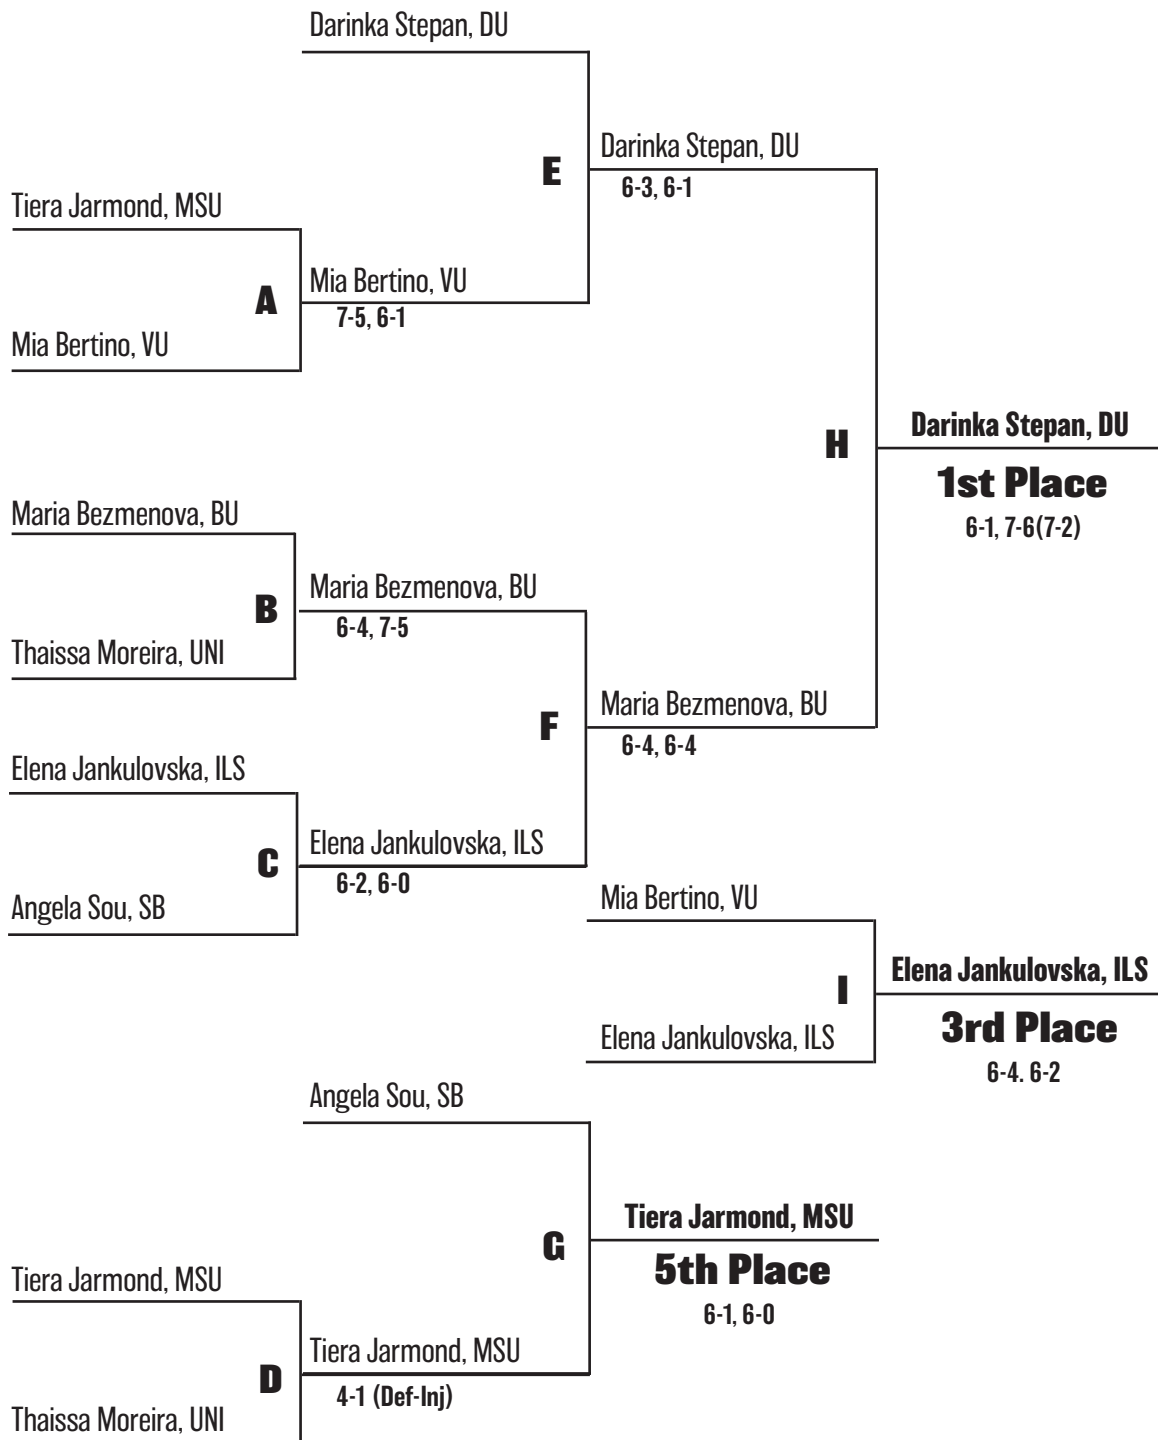 Darinka Stepan, DU
E
Darinka Stepan, DU
6-3, 6-1
Tiera Jarmond, MSU
A
Mia Bertino, VU
7-5, 6-1
Mia Bertino, VU
H
Darinka Stepan, DU
1st Place
6-1, 7-6(7-2)
Maria Bezmenova, BU
B
Maria Bezmenova, BU
6-4, 7-5
Thaissa Moreira, UNI
F
Maria Bezmenova, BU
6-4, 6-4
Elena Jankulovska, ILS
C
Elena Jankulovska, ILS
6-2, 6-0
Angela Sou, SB
Mia Bertino, VU
I
Elena Jankulovska, ILS
3rd Place
6-4. 6-2
Elena Jankulovska, ILS
Angela Sou, SB
G
Tiera Jarmond, MSU
5th Place
6-1, 6-0
Tiera Jarmond, MSU
D
Tiera Jarmond, MSU
4-1 (Def-Inj)
Thaissa Moreira, UNI